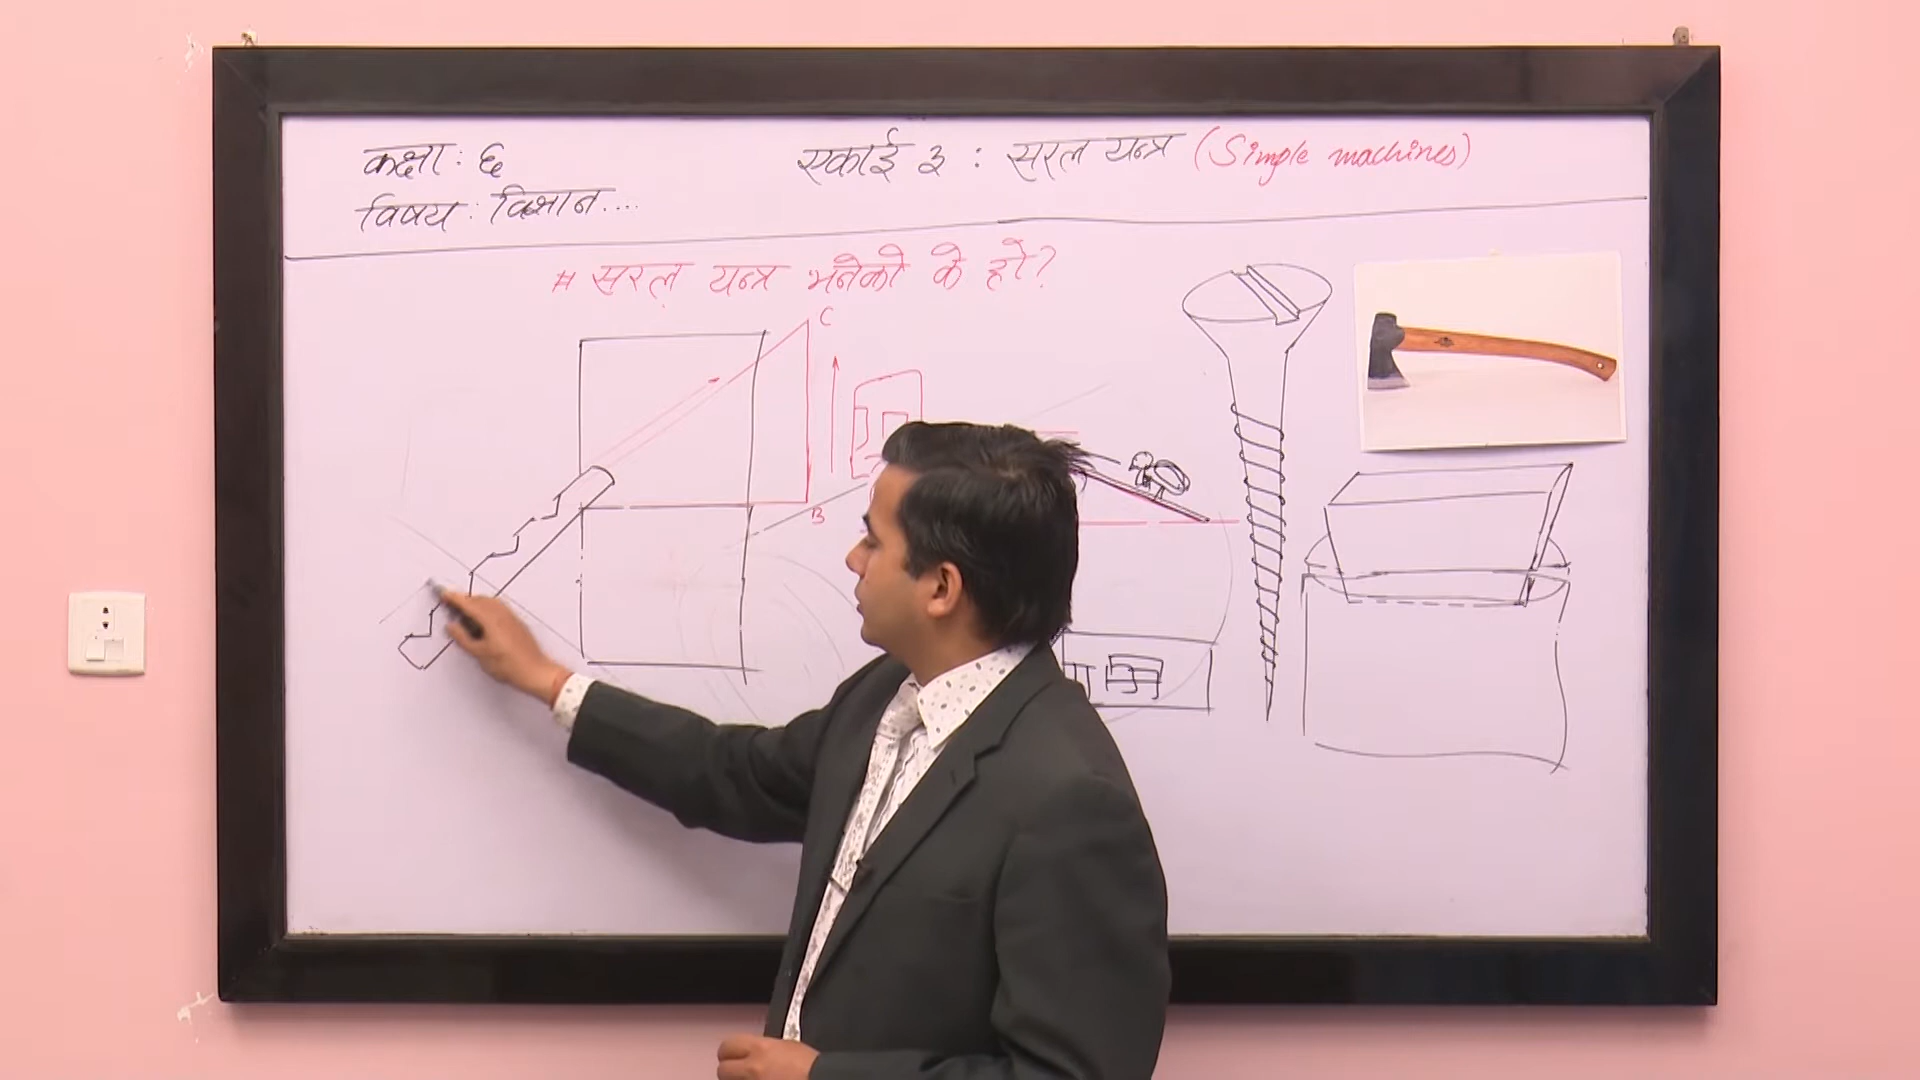 कक्षा : ६
एकाई ३ : सरल यन्त्र (Simple machines)
विषय : विज्ञान....
# सरल यन्त्र भनेको के हो?
C
B